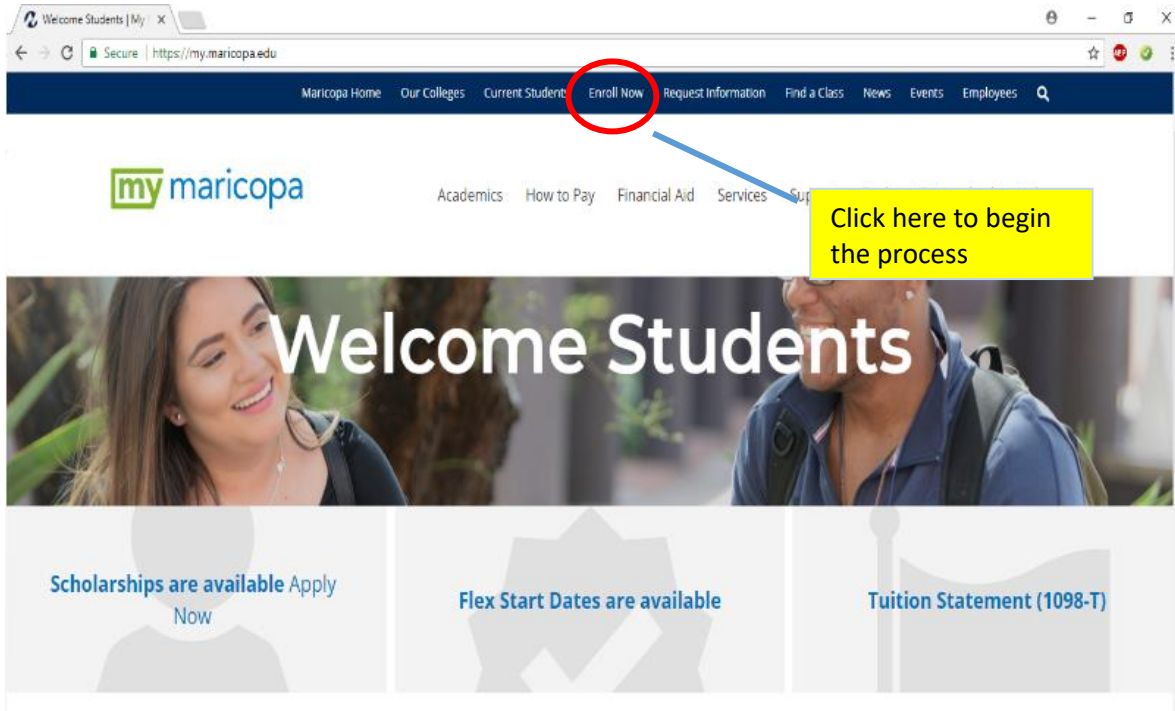 Welcome Students | My
Secure | https://my.maricopa.edu
Maricopa Home Our Colleges Current Students Enroll Now Request Information Find a Class News Events Employees
my maricopa
Academics How to Pay Financial Aid Services
Click here to begin
the process
Welcome Students
Scholarships are available Apply
Now
Flex Start Dates are available
Tuition Statement (1098-T)